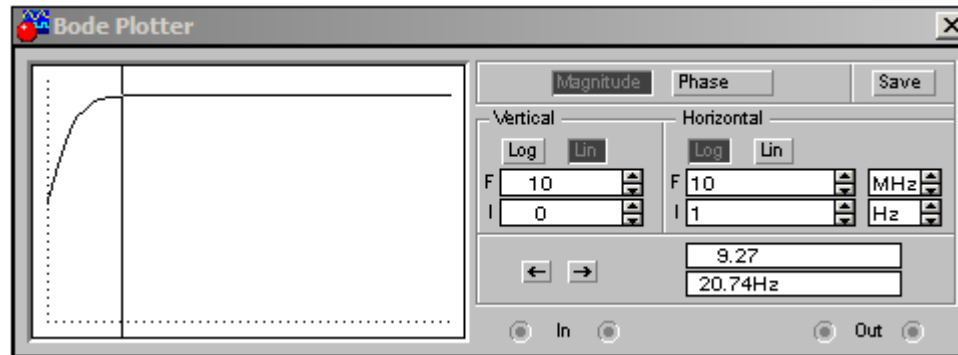 Bode Plotter
Magnitude Phase Save
Vertical Horizontal
Log Lin Log Lin
F 10 F 10 MHz
I 0 I 1 Hz
← → 9.27
20.74Hz
In Out